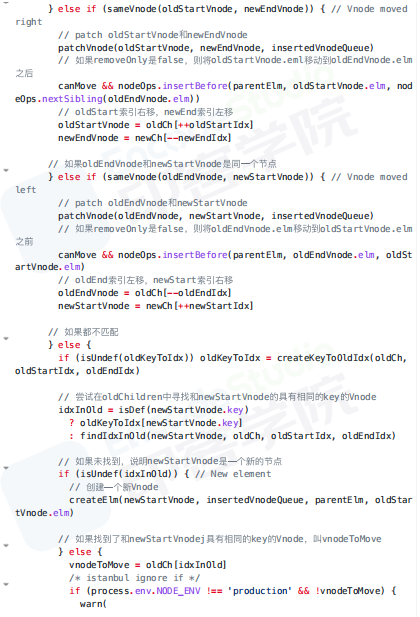 } else if (sameVnode(oldStartVnode, newEndVnode)) { // Vnode moved
right
// patch oldStartVnode和newEndVnode
patchVnode(oldStartVnode, newEndVnode, insertedVnodeQueue)
// 如果removeOnly是false，则将oldStartVnode.eml移动到oldEndVnode.elm
之后
canMove && nodeOps.insertBefore(parentElm, oldStartVnode.elm, nod
eOps.nextSibling(oldEndVnode.elm))
// oldStart索引右移，newEnd索引左移
oldStartVnode = oldCh[++oldStartIdx]
newEndVnode = newCh[--newEndIdx]
// 如果oldEndVnode和newStartVnode是同一个节点
} else if (sameVnode(oldEndVnode, newStartVnode)) { // Vnode moved
left
// patch oldEndVnode和newStartVnode
patchVnode(oldEndVnode, newStartVnode, insertedVnodeQueue)
// 如果removeOnly是false，则将oldEndVnode.elm移动到oldStartVnode.elm
之前
canMove && nodeOps.insertBefore(parentElm, oldEndVnode.elm, oldSt
artVnode.elm)
// oldEnd索引左移，newStart索引右移
oldEndVnode = oldCh[--oldEndIdx]
newStartVnode = newCh[++newStartIdx]
// 如果都不匹配
} else {
if (isUndef(oldKeyToIdx)) oldKeyToIdx = createKeyToOldIdx(oldCh,
oldStartIdx, oldEndIdx)
// 尝试在oldChildren中寻找和newStartVnode的具有相同的key的Vnode
idxInOld = isDef(newStartVnode.key)
? oldKeyToIdx[newStartVnode.key]
: findIdxInOld(newStartVnode, oldCh, oldStartIdx, oldEndIdx)
// 如果未找到，说明newStartVnode是一个新的节点
if (isUndef(idxInOld)) { // New element
// 创建一个新Vnode
createElm(newStartVnode, insertedVnodeQueue, parentElm, oldStar
tVnode.elm)
// 如果找到了和newStartVnodej具有相同的key的Vnode，叫vnodeToMove
} else {
vnodeToMove = oldCh[idxInOld]
/* istanbul ignore if */
if (process.env.NODE_ENV !== 'production' && !vnodeToMove) {
warn(